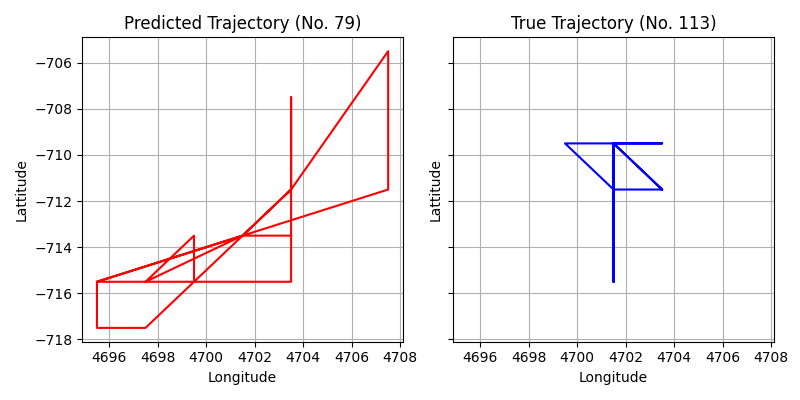 Predicted Trajectory (No. 79)
True Trajectory (No. 113)
Lattitude
−706
−708
−710
−712
−714
−716
−718
4696 4698 4700 4702 4704 4706 4708
Longitude
Lattitude
4696 4698 4700 4702 4704 4706 4708
Longitude